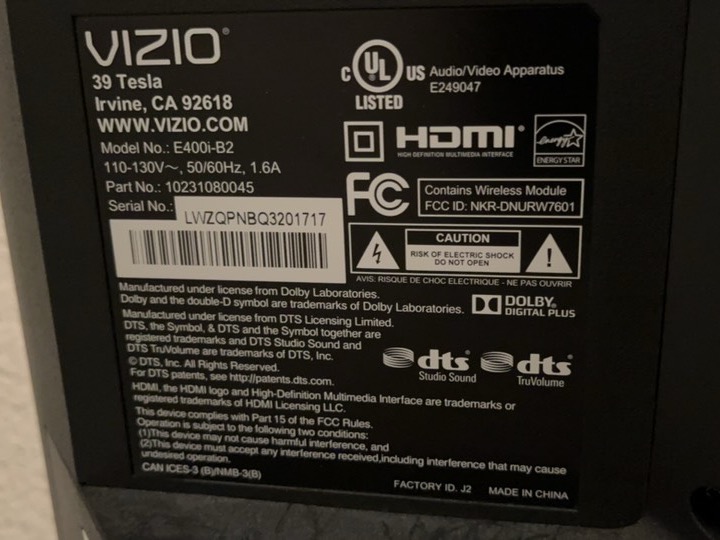 VIZIO®
39 Tesla
Irvine, CA 92618
WWW.VIZIO.COM
Model No.: E400i-B2
110-130V~, 50/60Hz, 1.6A
Part No.: 10231080045
Serial No.:
LWZQPNBQ3201717
C UL US
LISTED
Audio/Video Apparatus
E249047
HDMI®
HIGH DEFINITION MULTIMEDIA INTERFACE
energy
ENERGY STAR
FC
Contains Wireless Module
FCC ID: NKR-DNURW7601
CAUTION
RISK OF ELECTRIC SHOCK
DO NOT OPEN
AVIS: RISQUE DE CHOC ELECTRIQUE - NE PAS OUVRIR
Manufactured under license from Dolby Laboratories.
Dolby and the double-D symbol are trademarks of Dolby Laboratories.
DOLBY.
DIGITAL PLUS
Manufactured under license from DTS Licensing Limited.
DTS, the Symbol, & DTS and the Symbol together are
registered trademarks and DTS Studio Sound and
DTS TruVolume are trademarks of DTS, Inc.
© DTS, Inc. All Rights Reserved.
For DTS patents, see http://patents.dts.com.
dts
Studio Sound
dts
TruVolume
HDMI, the HDMI logo and High-Definition Multimedia Interface are trademarks or
registered trademarks of HDMI Licensing LLC.
This device complies with Part 15 of the FCC Rules.
Operation is subject to the following two conditions:
(1)This device may not cause harmful interference, and
(2)This device must accept any interference received,including interference that may cause
undesired operation.
CAN ICES-3 (B)/NMB-3(B)
FACTORY ID. J2
MADE IN CHINA